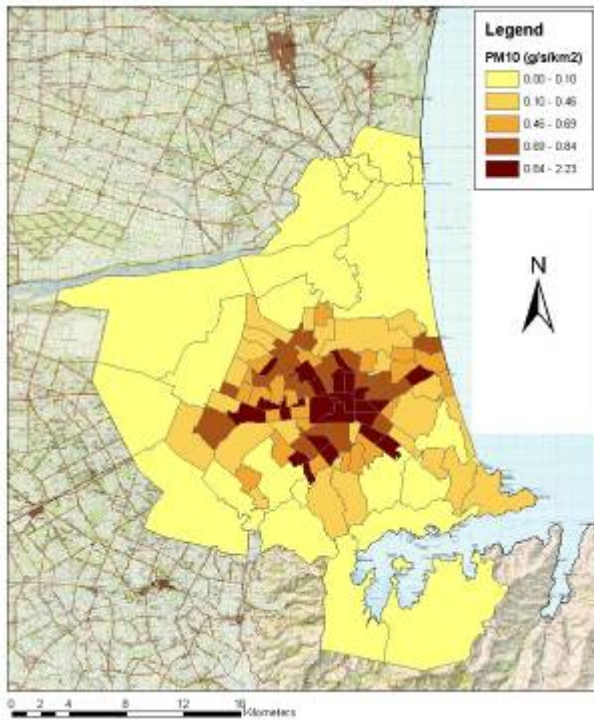 Legend
PM10 (g/s/km2)
0.00 - 0.10
0.10 - 0.46
0.46 - 0.69
0.69 - 0.84
0.84 - 2.23
N
0 2 4 8 12 16
Kilometers